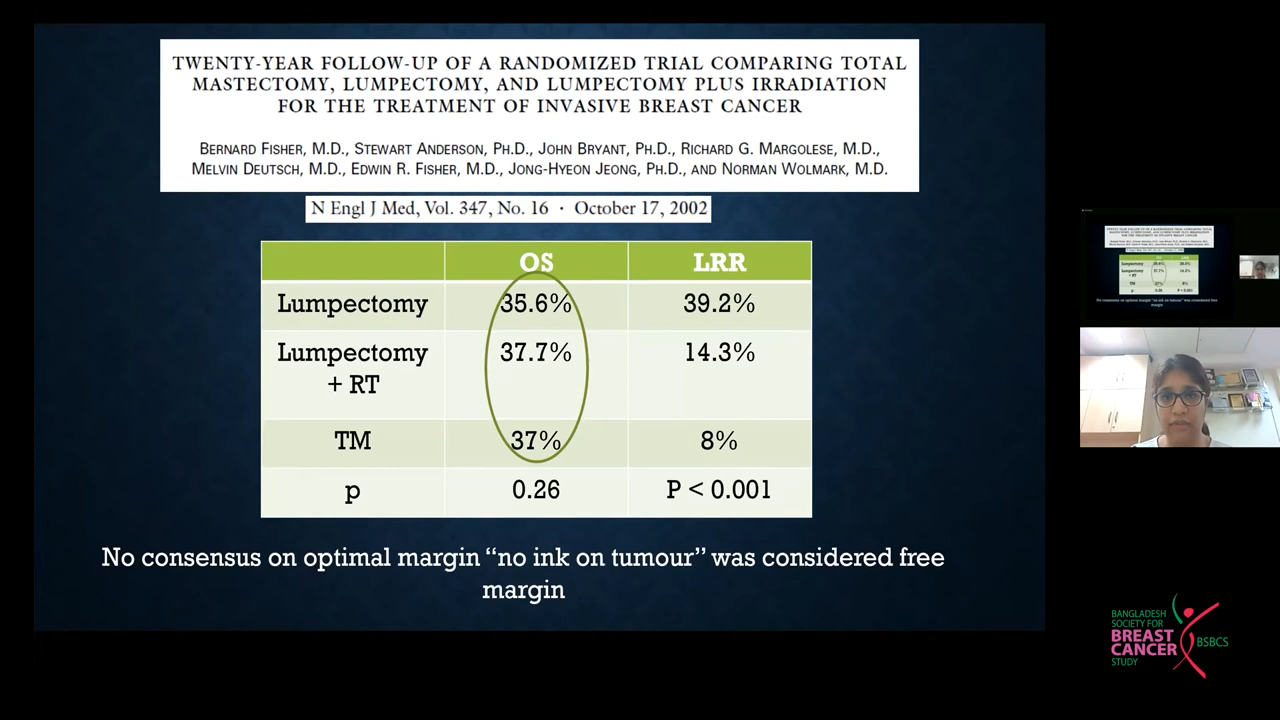 TWENTY-YEAR FOLLOW-UP OF A RANDOMIZED TRIAL COMPARING TOTAL
MASTECTOMY, LUMPECTOMY, AND LUMPECTOMY PLUS IRRADIATION
FOR THE TREATMENT OF INVASIVE BREAST CANCER
BERNARD FISHER, M.D., STEWART ANDERSON, PH.D., JOHN BRYANT, PH.D., RICHARD G. MARGOLESE, M.D.,
MELVIN DEUTSCH, M.D., EDWIN R. FISHER, M.D., JONG-HYEON JEONG, PH.D., AND NORMAN WOLMARK, M.D.
N Engl J Med, Vol. 347, No. 16 · October 17, 2002
OS LRR
Lumpectomy 35.6% 39.2%
Lumpectomy 37.7% 14.3%
+ RT
TM 37% 8%
p 0.26 P < 0.001
No consensus on optimal margin “no ink on tumour” was considered free
margin
BANGLADESH
SOCIETY FOR
BREAST
CANCER
STUDY
BSBCS